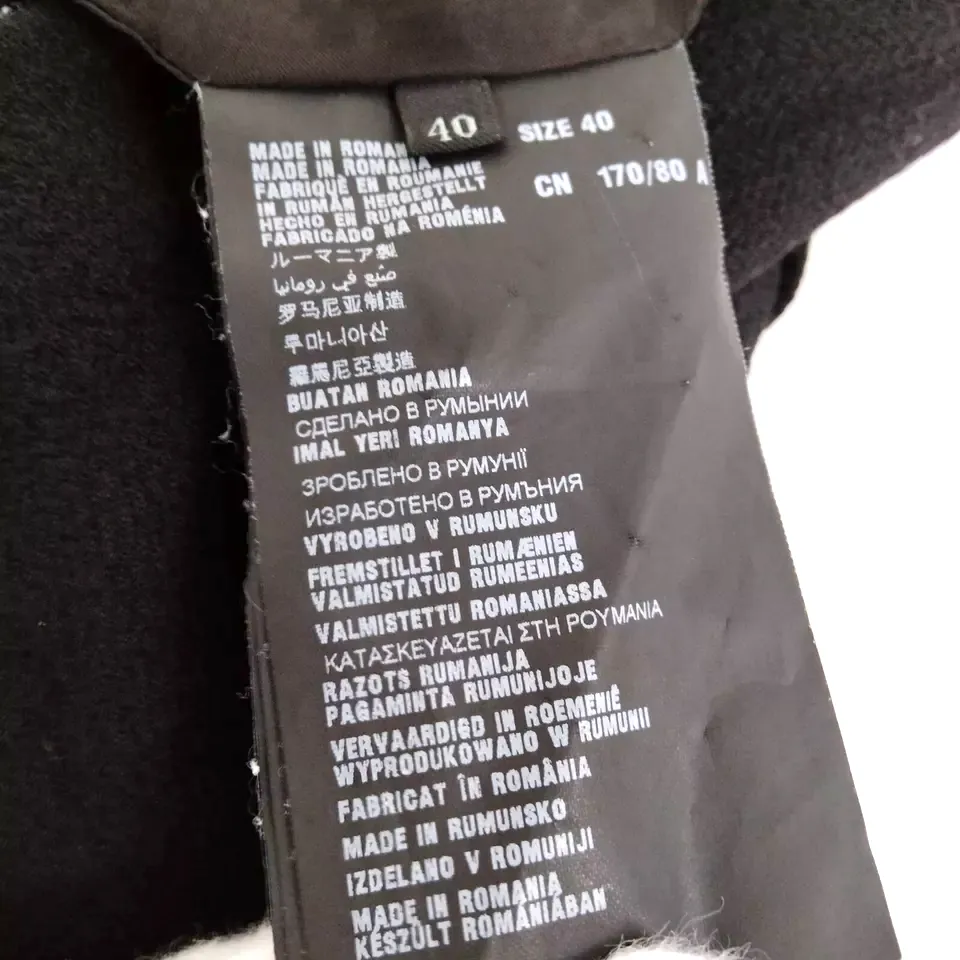 40
SIZE 40
CN 170/80 A
MADE IN ROMANIA
MADE IN ROMANIA
FABRIQUÉ EN ROUMANIE
IN RUMÄN HERGESTELLT
HECHO EN RUMANIA
FABRICADO NA ROMÉNIA
ルーマニア製
صنع في رومانيا
罗马尼亚制造
루마니아산
羅馬尼亞製造
BUATAN ROMANIA
СДЕЛАНО В РУМЫНИИ
IMAL YERI ROMANYA
ЗРОБЛЕНО В РУМУНІЇ
ИЗРАБОТЕНО В РУМЪНИЯ
VYROBENO V RUMUNSKU
FREMSTILLET I RUMÆNIEN
VALMISTATUD RUMEENIAS
VALMISTETTU ROMANIASSA
ΚΑΤΑΣΚΕΥΑΖΕΤΑΙ ΣΤΗ ΡΟΥΜΑΝΙΑ
RAZOTS RUMANIJA
PAGAMINTA RUMUNIJOJE
VERVAARDIGD IN ROEMENIÉ
WYPRODUKOWANO W RUMUNII
FABRICAT ÎN ROMÂNIA
MADE IN RUMUNSKO
IZDELANO V ROMUNIJI
MADE IN ROMANIA
KÉSZÜLT ROMÁNIÁBAN